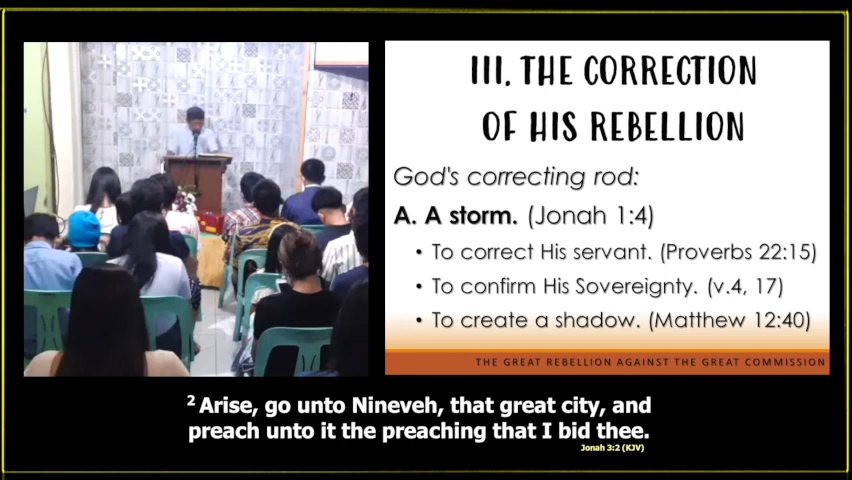 III. THE CORRECTION
OF HIS REBELLION
God's correcting rod:
A. A storm. (Jonah 1:4)
• To correct His servant. (Proverbs 22:15)
• To confirm His Sovereignty. (v.4, 17)
• To create a shadow. (Matthew 12:40)
THE GREAT REBELLION AGAINST THE GREAT COMMISSION
2 Arise, go unto Nineveh, that great city, and
preach unto it the preaching that I bid thee.
Jonah 3:2 (KJV)